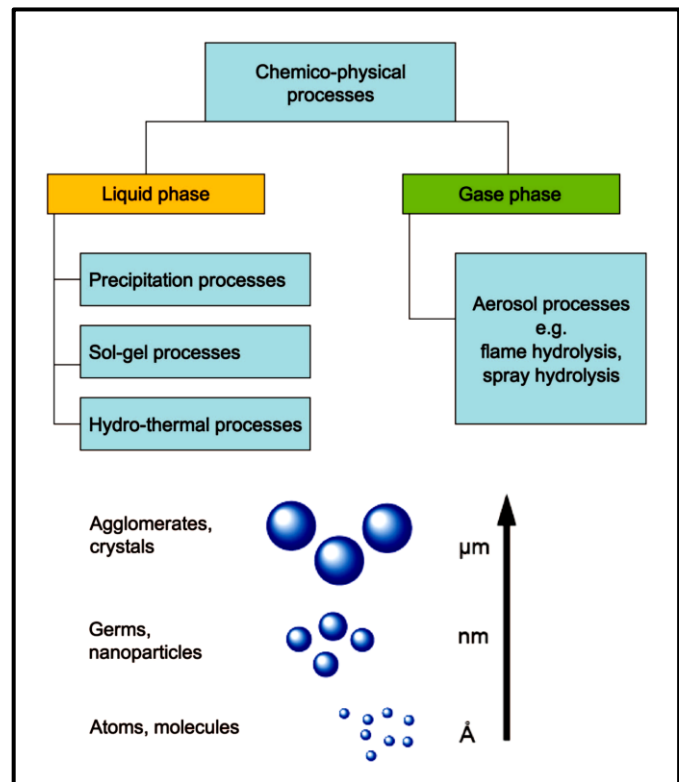 Chemico-physical
processes
Liquid phase
Gase phase
Precipitation processes
Sol-gel processes
Hydro-thermal processes
Aerosol processes
e.g.
flame hydrolysis,
spray hydrolysis
Agglomerates,
crystals
µm
Germs,
nanoparticles
nm
Atoms, molecules
Å